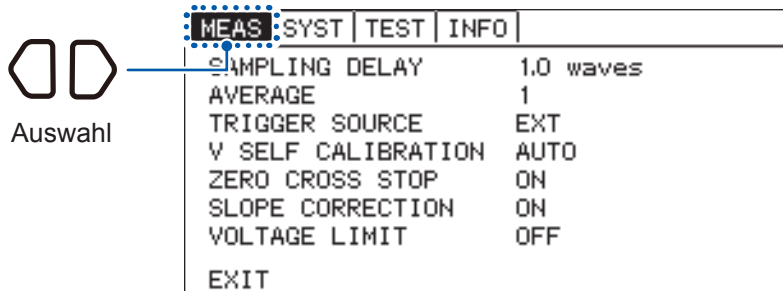 MEAS SYST TEST INFO
Auswahl
SAMPLING DELAY 1.0 waves
AVERAGE 1
TRIGGER SOURCE EXT
V SELF CALIBRATION AUTO
ZERO CROSS STOP ON
SLOPE CORRECTION ON
VOLTAGE LIMIT OFF
EXIT